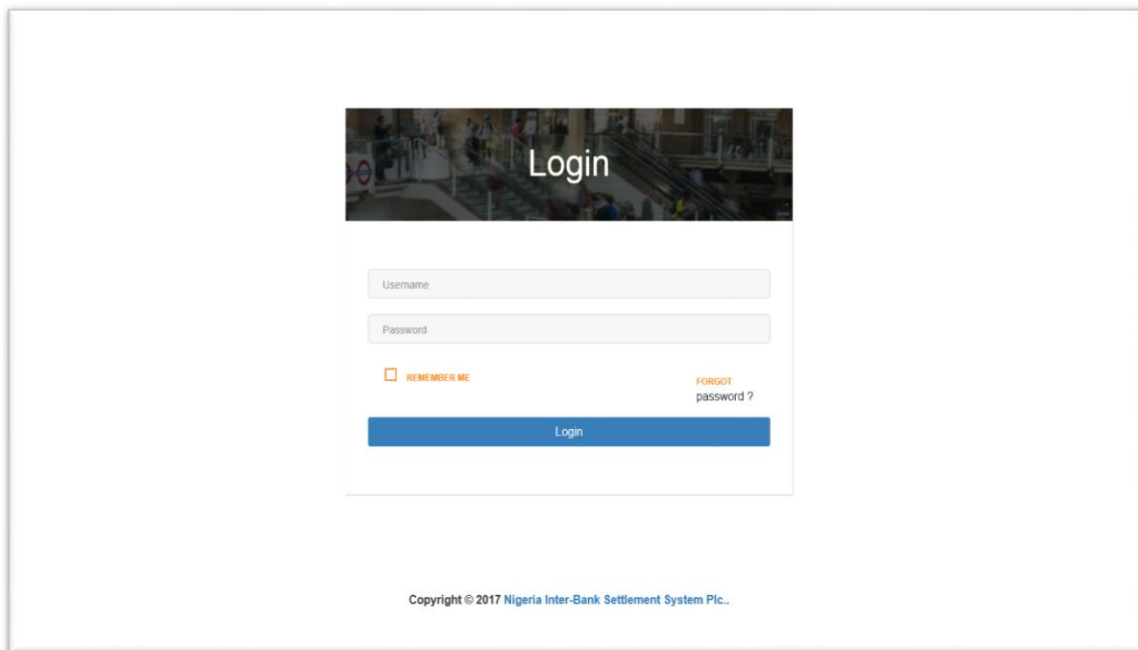 Login
Username
Password
REMEMBER ME
FORGOT
password ?
Login
Copyright © 2017 Nigeria Inter-Bank Settlement System Plc..